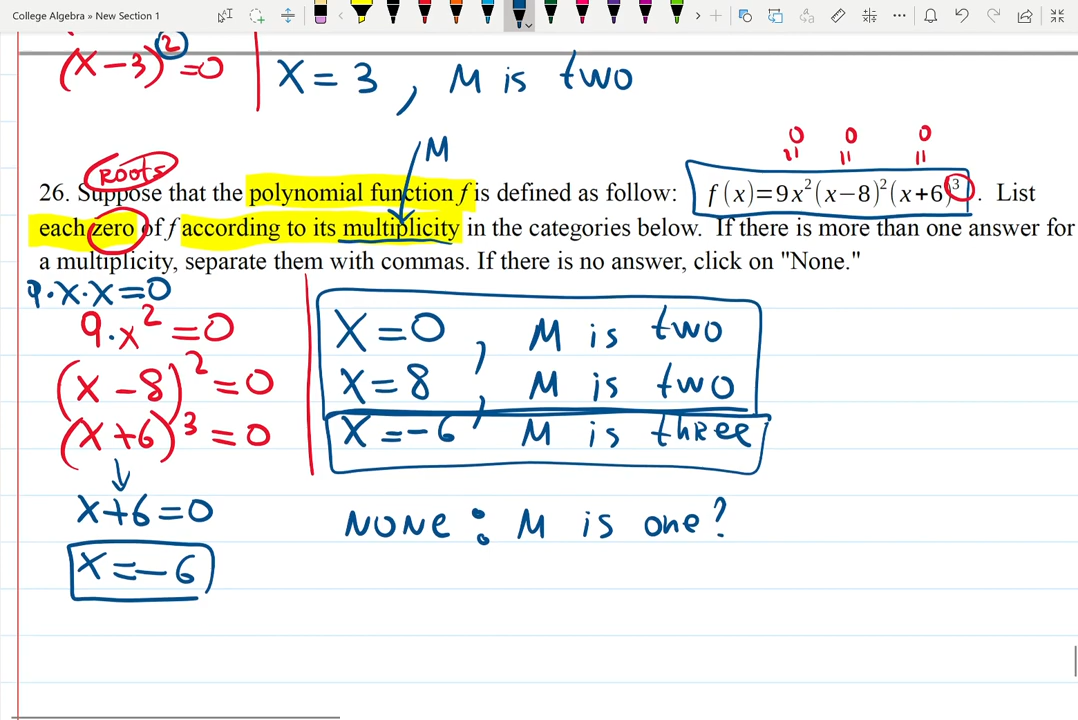 College Algebra » New Section 1
(x-3)²=0
x=3, M is two
M
0 0 0
= = =
Roots
26. Suppose that the polynomial function f is defined as follow: f(x)=9x²(x−8)²(x+6)³. List
each zero of f according to its multiplicity in the categories below. If there is more than one answer for
a multiplicity, separate them with commas. If there is no answer, click on "None."
9·x·x=0
9·x²=0
x=0, M is two
(x-8)²=0
x=8, M is two
(x+6)³=0
x=-6, M is three
x+6=0
None: M is one?
x=-6